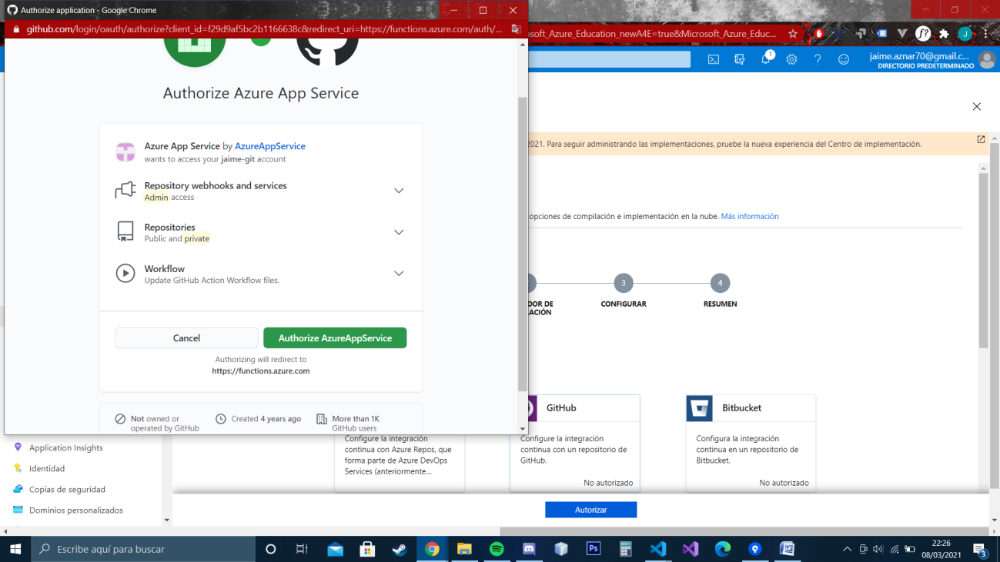 Authorize application - Google Chrome
github.com/login/oauth/authorize?client_id=f29d9af5bc2b1166638c&redirect_uri=https://functions.azure.com/auth/...
osoft_Azure_Education_newA4E=true&Microsoft_Azure_Educ...
f?
J
1
jaime.aznar70@gmail.c...
DIRECTORIO PREDETERMINADO
Authorize Azure App Service
Azure App Service by AzureAppService
wants to access your jaime-git account
Repository webhooks and services
Admin access
Repositories
Public and private
Workflow
Update GitHub Action Workflow files.
Cancel
Authorize AzureAppService
Authorizing will redirect to
https://functions.azure.com
Not owned or
operated by GitHub
Created 4 years ago
More than 1K
GitHub users
2021. Para seguir administrando las implementaciones, pruebe la nueva experiencia del Centro de implementación.
opciones de compilación e implementación en la nube. Más información
3
4
DOR DE
LACIÓN
CONFIGURAR
RESUMEN
GitHub
Bitbucket
Configure la integración
continua con Azure Repos, que
forma parte de Azure DevOps
Services (anteriormente...
Configure la integración
continua con un repositorio de
GitHub.
No autorizado
Configura la integración
continua en un repositorio de
Bitbucket.
No autorizado
Application Insights
Identidad
Copias de seguridad
Dominios personalizados
Autorizar
Escribe aquí para buscar
Ps
22:26
08/03/2021
3